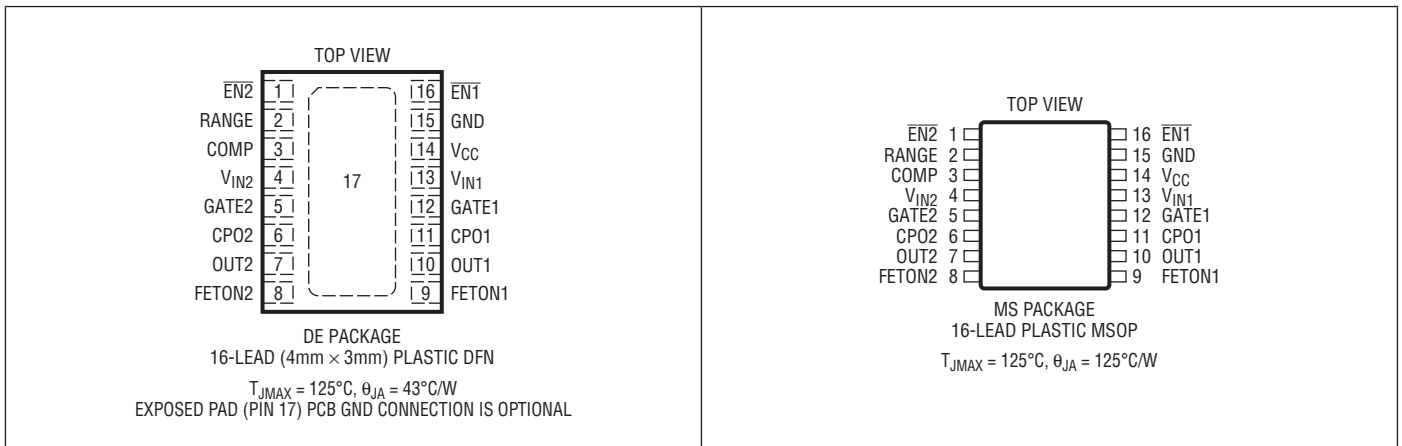 TOP VIEW
EN2 1 16 EN1
RANGE 2 15 GND
COMP 3 14 VCC
VIN2 4 17 13 VIN1
GATE2 5 12 GATE1
CPO2 6 11 CPO1
OUT2 7 10 OUT1
FETON2 8 9 FETON1
DE PACKAGE
16-LEAD (4mm × 3mm) PLASTIC DFN
TJMAX = 125°C, θJA = 43°C/W
EXPOSED PAD (PIN 17) PCB GND CONNECTION IS OPTIONAL
TOP VIEW
EN2 1 16 EN1
RANGE 2 15 GND
COMP 3 14 VCC
VIN2 4 13 VIN1
GATE2 5 12 GATE1
CPO2 6 11 CPO1
OUT2 7 10 OUT1
FETON2 8 9 FETON1
MS PACKAGE
16-LEAD PLASTIC MSOP
TJMAX = 125°C, θJA = 125°C/W